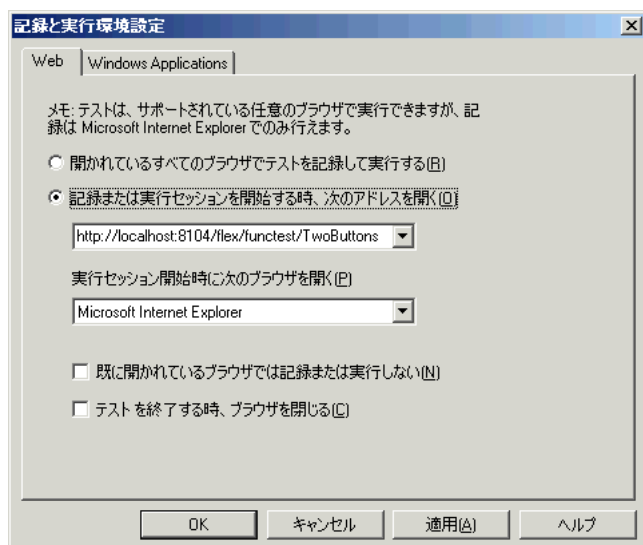 記録と実行環境設定
Web
Windows Applications
メモ: テストは、サポートされている任意のブラウザで実行できますが、記
録は Microsoft Internet Explorer でのみ行えます。
開かれているすべてのブラウザでテストを記録して実行する(R)
記録または実行セッションを開始する時、次のアドレスを開く(O)
http://localhost:8104/flex/functest/TwoButtons
実行セッション開始時に次のブラウザを開く(P)
Microsoft Internet Explorer
既に開かれているブラウザでは記録または実行しない(N)
テストを終了する時、ブラウザを閉じる(C)
OK
キャンセル
適用(A)
ヘルプ